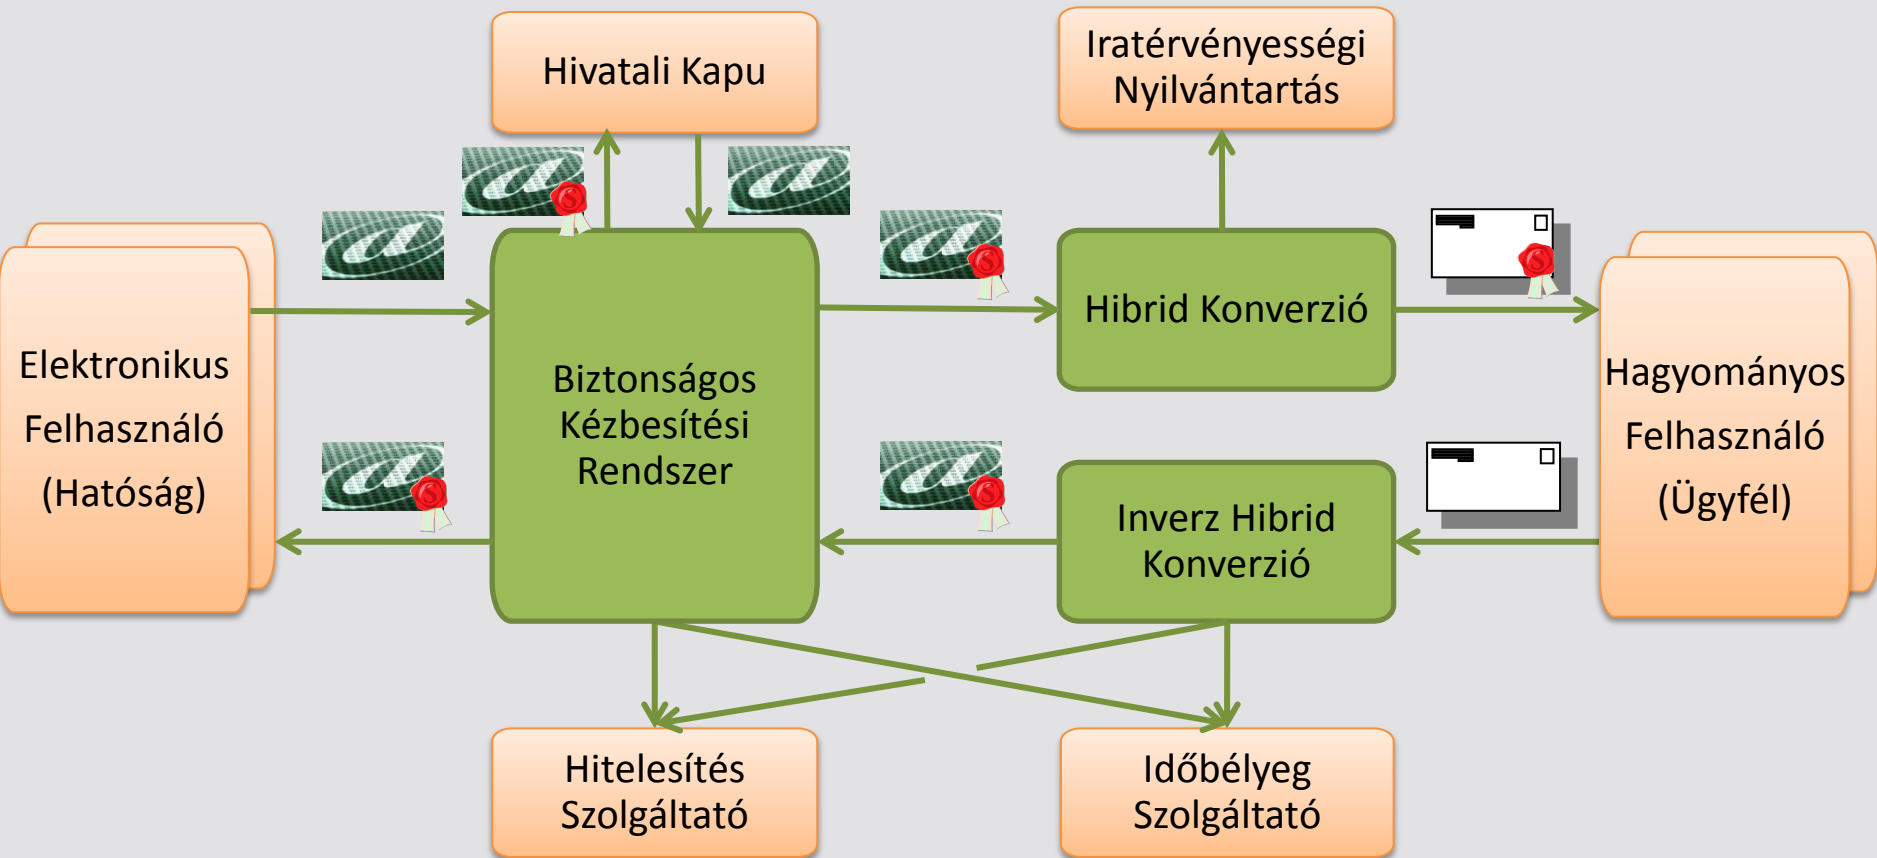 Hivatali Kapu
Iratérvényességi
Nyilvántartás
Elektronikus
Felhasználó
(Hatóság)
Biztonságos
Kézbesítési
Rendszer
Hibrid Konverzió
Inverz Hibrid
Konverzió
Hagyományos
Felhasználó
(Ügyfél)
Hitelesítés
Szolgáltató
Időbélyeg
Szolgáltató